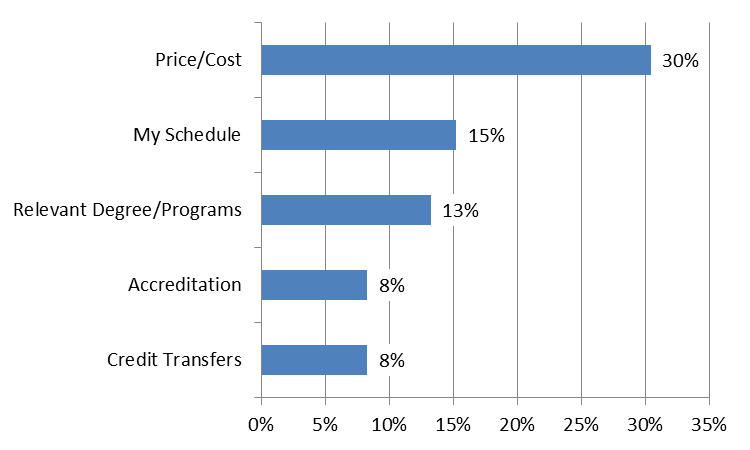 Price/Cost 30%
My Schedule 15%
Relevant Degree/Programs 13%
Accreditation 8%
Credit Transfers 8%
0% 5% 10% 15% 20% 25% 30% 35%